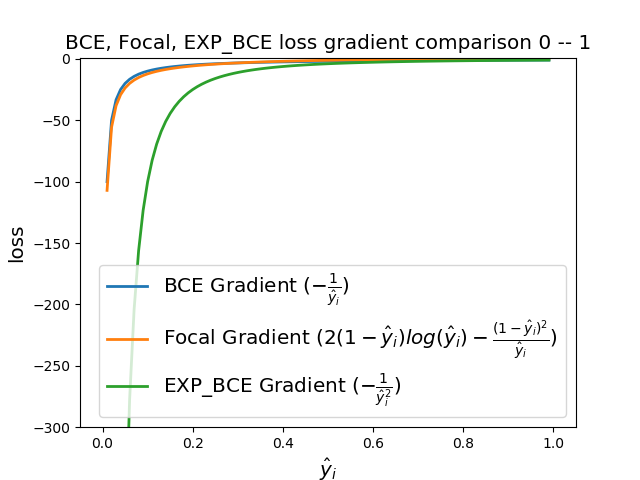 BCE, Focal, EXP_BCE loss gradient comparison 0 -- 1
0
−50
−100
−150
−200
−250
−300
loss
BCE Gradient (−1/ŷᵢ)
Focal Gradient (2(1 − ŷᵢ)log(ŷᵢ) − (1−ŷᵢ)²/ŷᵢ)
EXP_BCE Gradient (−1/ŷᵢ²)
0.0 0.2 0.4 0.6 0.8 1.0
ŷᵢ